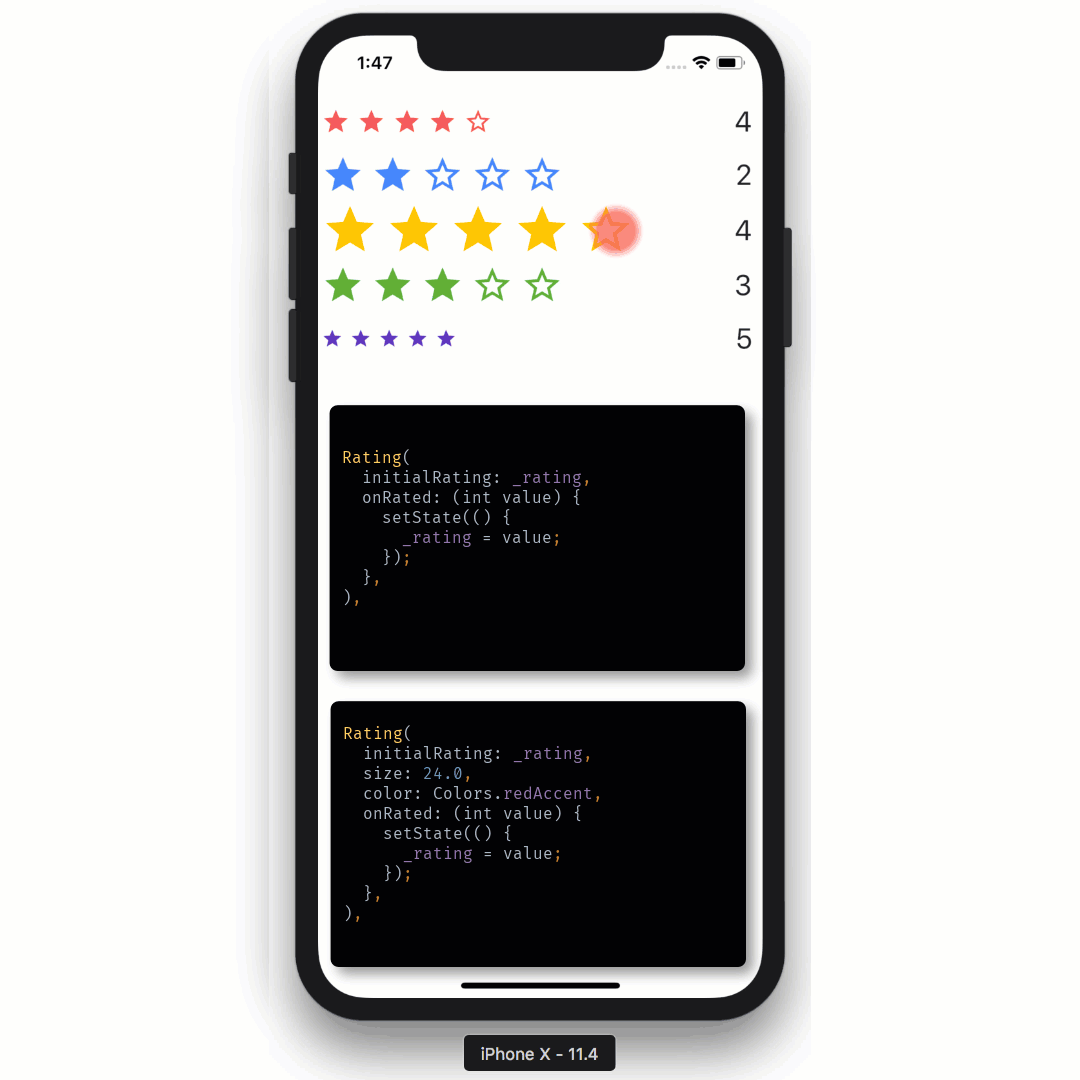 1:47
4
2
4
3
5
Rating(
  initialRating: _rating,
  onRated: (int value) {
    setState(() {
      _rating = value;
    });
  },
),
Rating(
  initialRating: _rating,
  size: 24.0,
  color: Colors.redAccent,
  onRated: (int value) {
    setState(() {
      _rating = value;
    });
  },
),
iPhone X - 11.4